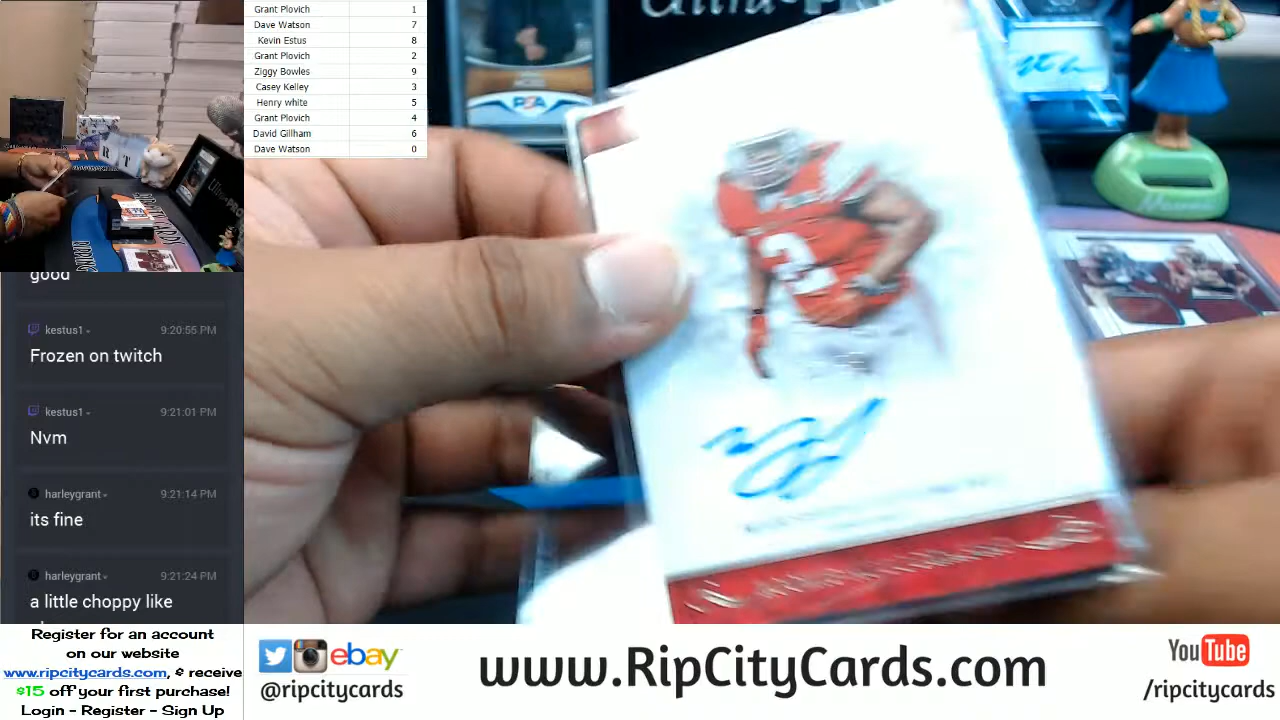 Grant Plovich 1
Dave Watson 7
Kevin Estus 8
Grant Plovich 2
Ziggy Bowles 9
Casey Kelley 3
Henry white 5
Grant Plovich 4
David Gillham 6
Dave Watson 0
PSA
good
kestus1 9:20:55 PM
Frozen on twitch
kestus1 9:21:01 PM
Nvm
harleygrant 9:21:14 PM
its fine
harleygrant 9:21:24 PM
a little choppy like
Register for an account
on our website
www.ripcitycards.com, & receive
$15 off your first purchase!
Login - Register - Sign Up
ebay
@ripcitycards
www.RipCityCards.com
YouTube
/ripcitycards